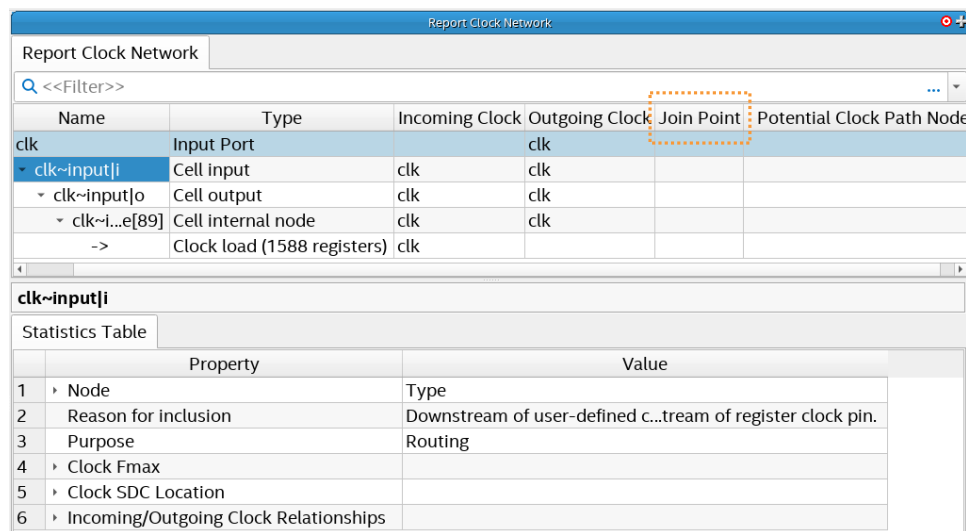 Report Clock Network
Report Clock Network
<<Filter>> ...
Name Type Incoming Clock Outgoing Clock Join Point Potential Clock Path Node
clk Input Port clk
clk~input|i Cell input clk clk
clk~input|o Cell output clk clk
clk~i...e[89] Cell internal node clk clk
-> Clock load (1588 registers) clk
clk~input|i
Statistics Table
Property Value
1 Node Type
2 Reason for inclusion Downstream of user-defined c...tream of register clock pin.
3 Purpose Routing
4 Clock Fmax
5 Clock SDC Location
6 Incoming/Outgoing Clock Relationships